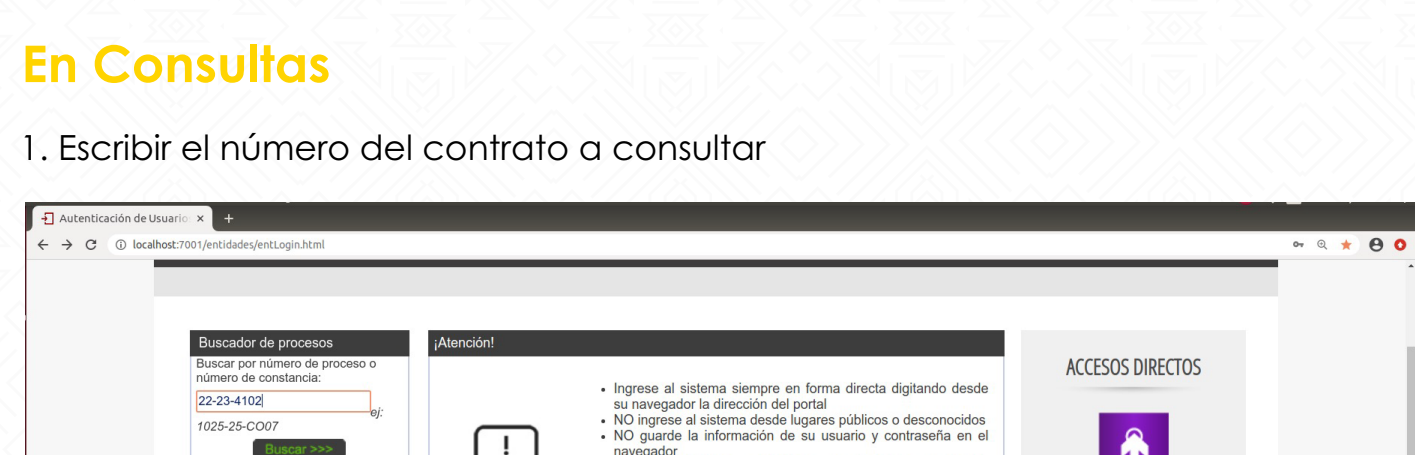 En Consultas
1. Escribir el número del contrato a consultar
Autenticación de Usuario
localhost:7001/entidades/entLogin.html
Buscador de procesos
Buscar por número de proceso o
número de constancia:
22-23-4102
ej:
1025-25-CO07
Buscar >>>
¡Atención!
• Ingrese al sistema siempre en forma directa digitando desde
su navegador la dirección del portal
• NO ingrese al sistema desde lugares públicos o desconocidos
• NO guarde la información de su usuario y contraseña en el
navegador
ACCESOS DIRECTOS